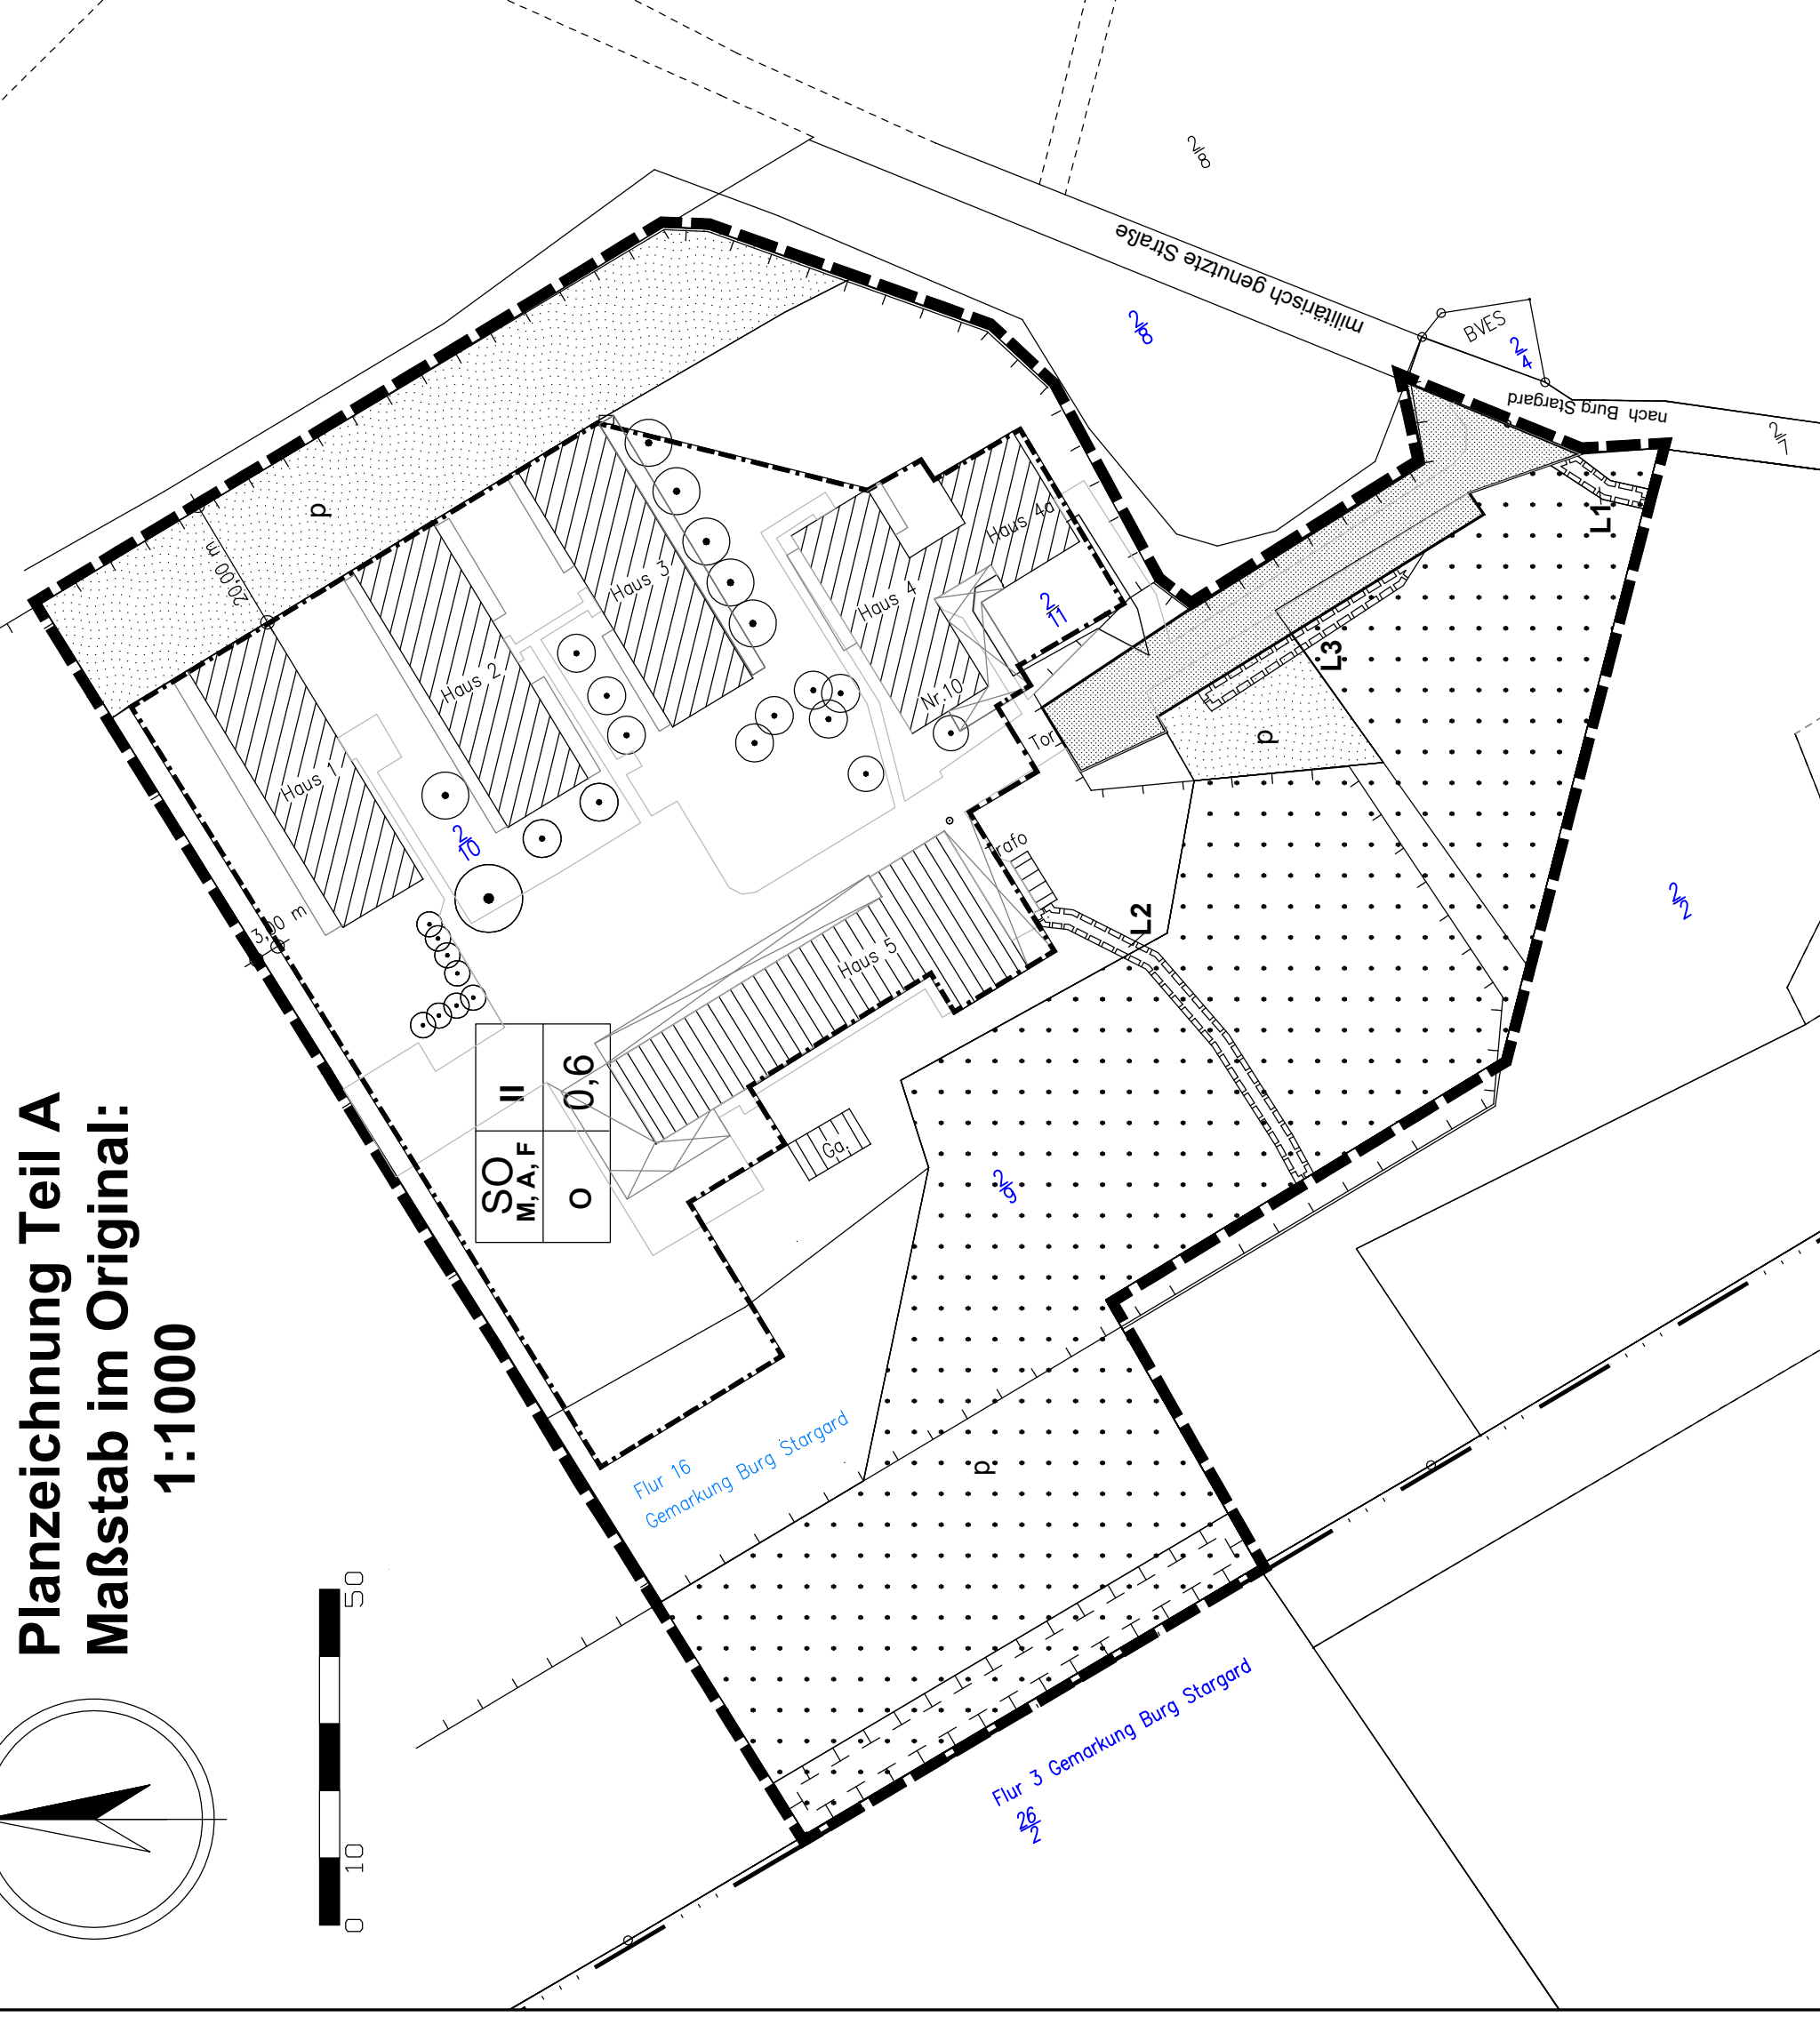 Planzeichnung Teil A
Maßstab im Original:
1:1000
0
10
50
p
20,00 m
3,00 m
Haus 1
Haus 2
Haus 3
Haus 4
Haus 4a
Nr.10
Haus 5
Ga.
Tor
2/10
2/11
2/9
2/8
2/8
2/4
2/7
2/2
militärisch genutzte Straße
BVES
nach Burg Stargard
L1
L2
L3
p
p
SO
M, A, F
II
o
0,6
Flur 16
Gemarkung Burg Stargard
Flur 3 Gemarkung Burg Stargard
26/2